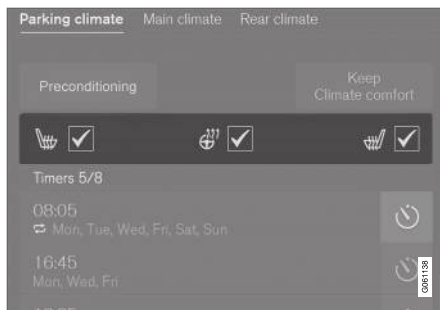 Parking climate Main climate Rear climate
Preconditioning
Keep
Climate comfort
Timers 5/8
08:05
Mon, Tue, Wed, Fri, Sat, Sun
16:45
Mon, Wed, Fri
G061138